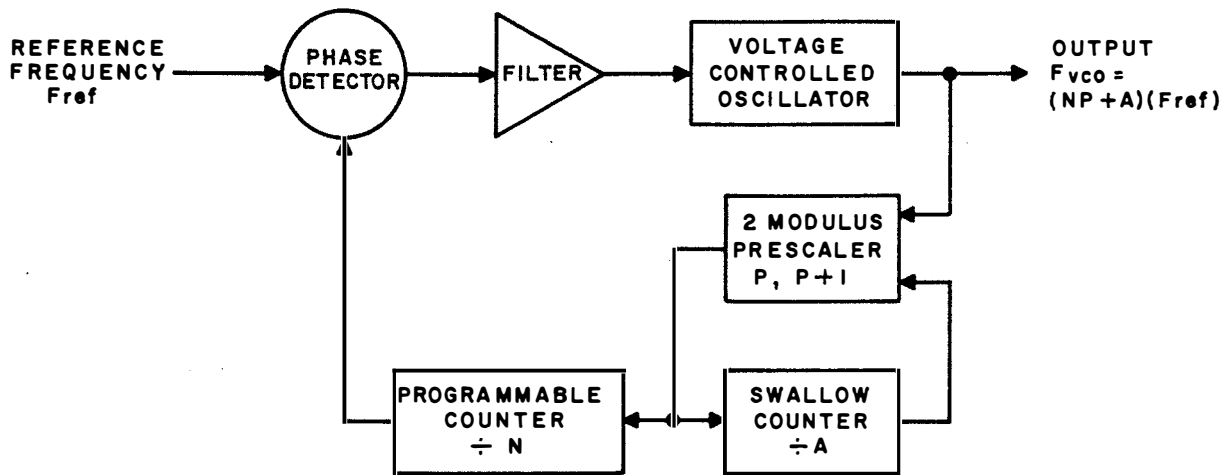 REFERENCE
FREQUENCY
Fref
PHASE
DETECTOR
FILTER
VOLTAGE
CONTROLLED
OSCILLATOR
OUTPUT
Fvco =
(NP+A)(Fref)
2 MODULUS
PRESCALER
P, P+1
PROGRAMMABLE
COUNTER
÷ N
SWALLOW
COUNTER
÷A